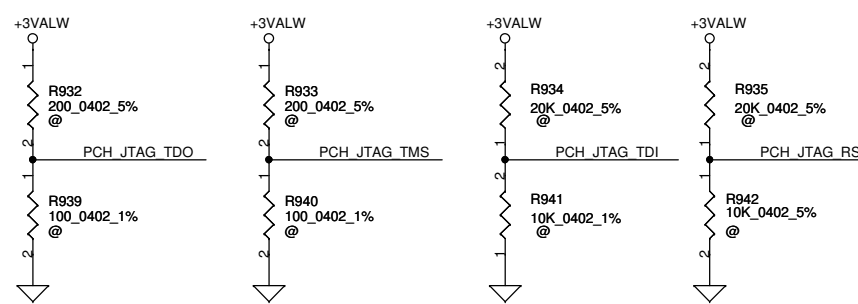 +3VALW +3VALW +3VALW +3VALW
1 1 2 2
R932
200_0402_5%
@
R933
200_0402_5%
@
R934
20K_0402_5%
@
R935
20K_0402_5%
@
2 2 1 1
PCH_JTAG_TDO PCH_JTAG_TMS PCH_JTAG_TDI PCH_JTAG_RS
1 1 2 1
R939
100_0402_1%
@
R940
100_0402_1%
@
R941
10K_0402_1%
@
R942
10K_0402_5%
@
2 2 1 2